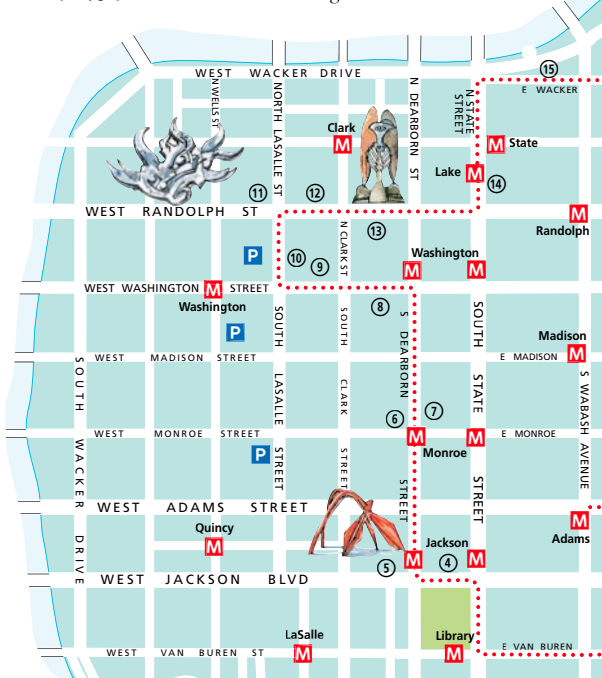 15
WEST WACKER DRIVE
E WACKER
N WELLS ST
NORTH LASALLE ST
N DEARBORN ST
N STATE STREET
Clark
M
M
State
Lake
M
14
11
12
WEST RANDOLPH ST
M
Randolph
13
N CLARK ST
P
10
9
Washington
M
M
WEST WASHINGTON STREET
M
Washington
8
P
SOUTH LASALLE STREET
SOUTH CLARK STREET
S DEARBORN STREET
SOUTH STATE STREET
Madison
M
WEST MADISON STREET
E MADISON
SOUTH WACKER DRIVE
S WABASH AVENUE
6
7
WEST MONROE STREET
M
M
E MONROE
Monroe
P
WEST ADAMS STREET
M
Adams
Quincy
M
Jackson
M
M
5
4
WEST JACKSON BLVD
LaSalle
M
Library
M
WEST VAN BUREN ST
E VAN BUREN